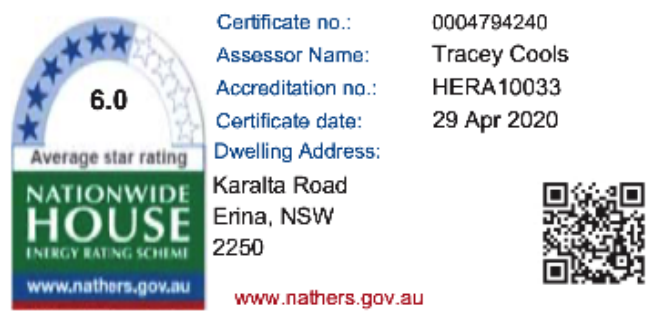 Certificate no.: 0004794240
Assessor Name: Tracey Cools
Accreditation no.: HERA10033
Certificate date: 29 Apr 2020
Dwelling Address:
Karalta Road
Erina, NSW
2250
www.nathers.gov.au
6.0
Average star rating
NATIONWIDE
HOUSE
ENERGY RATING SCHEME
www.nathers.gov.au